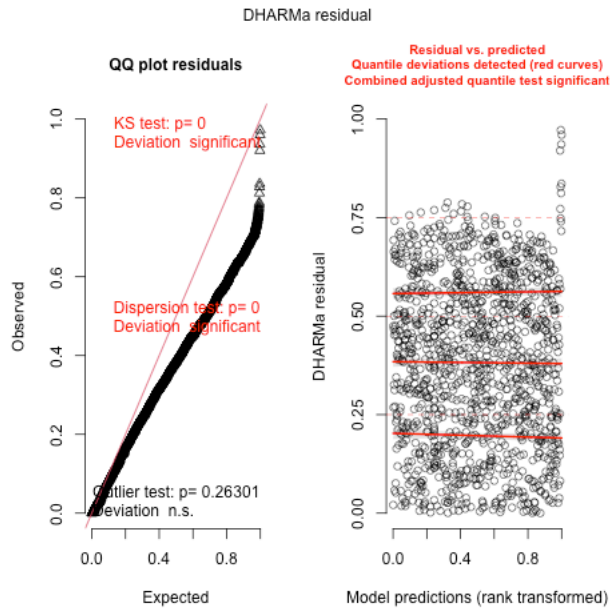 DHARMa residual
QQ plot residuals
KS test: p= 0
Deviation significant
Dispersion test: p= 0
Deviation significant
Outlier test: p= 0.26301
Deviation n.s.
Observed
0.0
0.2
0.4
0.6
0.8
1.0
0.0
0.4
0.8
Expected
Residual vs. predicted
Quantile deviations detected (red curves)
Combined adjusted quantile test significant
DHARMa residual
0.00
0.25
0.50
0.75
1.00
0.0
0.4
0.8
Model predictions (rank transformed)